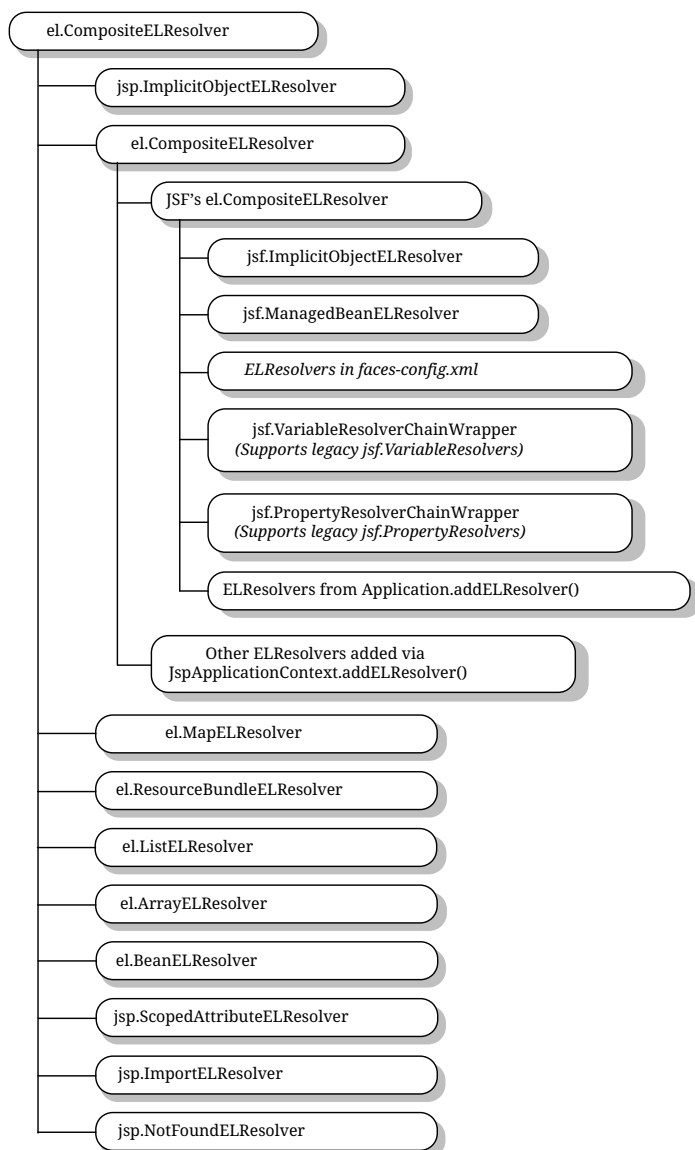 el.CompositeELResolver
jsp.ImplicitObjectELResolver
el.CompositeELResolver
JSF’s el.CompositeELResolver
jsf.ImplicitObjectELResolver
jsf.ManagedBeanELResolver
ELResolvers in faces-config.xml
jsf.VariableResolverChainWrapper
(Supports legacy jsf.VariableResolvers)
jsf.PropertyResolverChainWrapper
(Supports legacy jsf.PropertyResolvers)
ELResolvers from Application.addELResolver()
Other ELResolvers added via
JspApplicationContext.addELResolver()
el.MapELResolver
el.ResourceBundleELResolver
el.ListELResolver
el.ArrayELResolver
el.BeanELResolver
jsp.ScopedAttributeELResolver
jsp.ImportELResolver
jsp.NotFoundELResolver